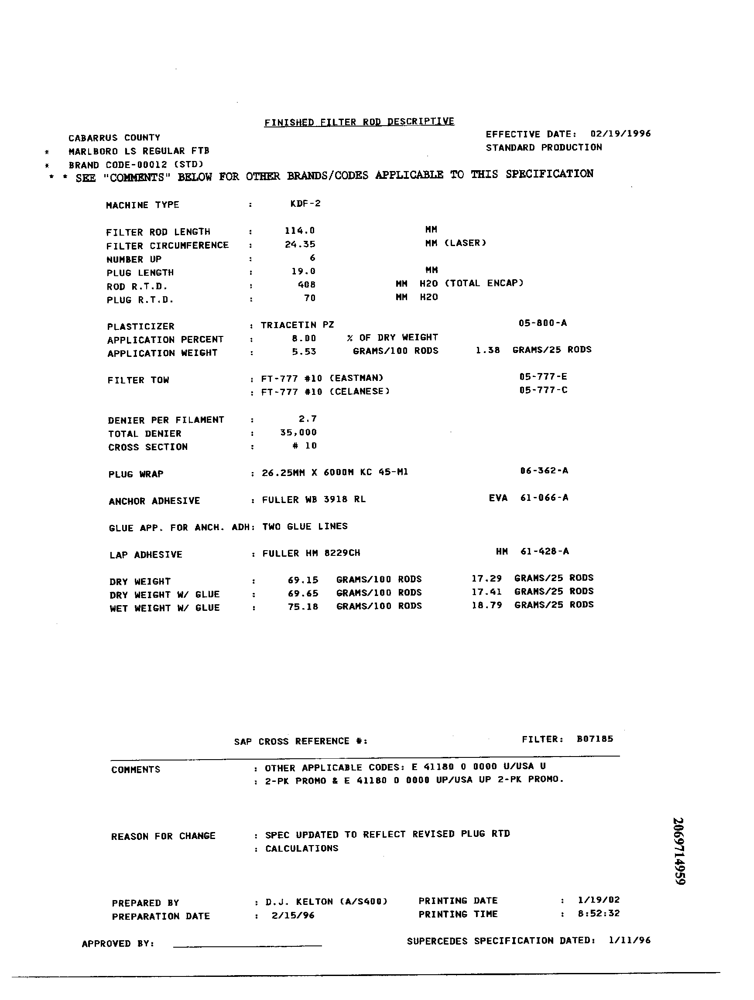 FINISHED FILTER ROD DESCRIPTIVE
CABARRUS COUNTY EFFECTIVE DATE: 02/19/1996
* MARLBORO LS REGULAR FTB STANDARD PRODUCTION
* BRAND CODE-00012 (STD)
* * SEE "COMMENTS" BELOW FOR OTHER BRANDS/CODES APPLICABLE TO THIS SPECIFICATION
MACHINE TYPE : KDF-2
FILTER ROD LENGTH : 114.0 MM
FILTER CIRCUMFERENCE : 24.35 MM (LASER)
NUMBER UP : 6
PLUG LENGTH : 19.0 MM
ROD R.T.D. : 408 MM H2O (TOTAL ENCAP)
PLUG R.T.D. : 70 MM H2O
PLASTICIZER : TRIACETIN PZ 05-800-A
APPLICATION PERCENT : 8.00 % OF DRY WEIGHT
APPLICATION WEIGHT : 5.53 GRAMS/100 RODS 1.38 GRAMS/25 RODS
FILTER TOW : FT-777 #10 (EASTMAN) 05-777-E
: FT-777 #10 (CELANESE) 05-777-C
DENIER PER FILAMENT : 2.7
TOTAL DENIER : 35,000
CROSS SECTION : # 10
PLUG WRAP : 26.25MM X 6000M KC 45-M1 06-362-A
ANCHOR ADHESIVE : FULLER WB 3918 RL EVA 61-066-A
GLUE APP. FOR ANCH. ADH: TWO GLUE LINES
LAP ADHESIVE : FULLER HM 8229CH HM 61-428-A
DRY WEIGHT : 69.15 GRAMS/100 RODS 17.29 GRAMS/25 RODS
DRY WEIGHT W/ GLUE : 69.65 GRAMS/100 RODS 17.41 GRAMS/25 RODS
WET WEIGHT W/ GLUE : 75.18 GRAMS/100 RODS 18.79 GRAMS/25 RODS
SAP CROSS REFERENCE #: FILTER: B07185
COMMENTS : OTHER APPLICABLE CODES: E 41180 0 0000 U/USA U
: 2-PK PROMO & E 41180 0 0000 UP/USA UP 2-PK PROMO.
REASON FOR CHANGE : SPEC UPDATED TO REFLECT REVISED PLUG RTD
: CALCULATIONS
2069714959
PREPARED BY : D.J. KELTON (A/S400) PRINTING DATE : 1/19/02
PREPARATION DATE : 2/15/96 PRINTING TIME : 8:52:32
APPROVED BY: SUPERCEDES SPECIFICATION DATED: 1/11/96